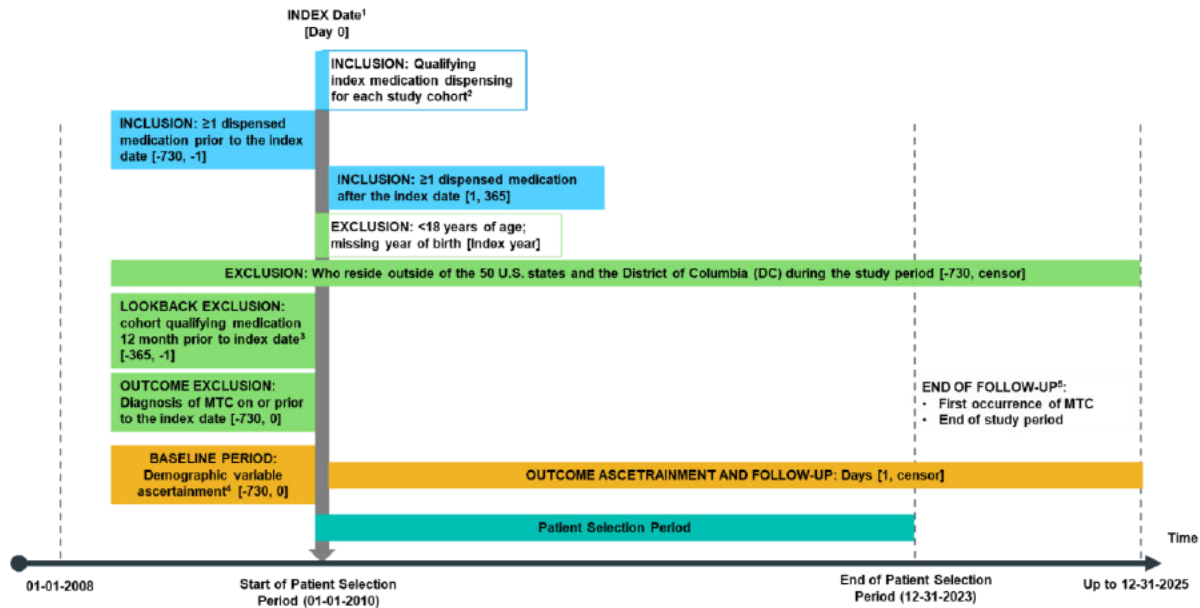 INDEX Date¹
[Day 0]
INCLUSION: Qualifying
index medication dispensing
for each study cohort²
INCLUSION: ≥1 dispensed
medication prior to the index
date [-730, -1]
INCLUSION: ≥1 dispensed medication
after the index date [1, 365]
EXCLUSION: <18 years of age;
missing year of birth [Index year]
EXCLUSION: Who reside outside of the 50 U.S. states and the District of Columbia (DC) during the study period [-730, censor]
LOOKBACK EXCLUSION:
cohort qualifying medication
12 month prior to index date³
[-365, -1]
OUTCOME EXCLUSION:
Diagnosis of MTC on or prior
to the index date [-730, 0]
END OF FOLLOW-UP⁵:
• First occurrence of MTC
• End of study period
BASELINE PERIOD:
Demographic variable
ascertainment⁴ [-730, 0]
OUTCOME ASCETRAINMENT AND FOLLOW-UP: Days [1, censor]
Patient Selection Period
Time
01-01-2008
Start of Patient Selection
Period (01-01-2010)
End of Patient Selection
Period (12-31-2023)
Up to 12-31-2025